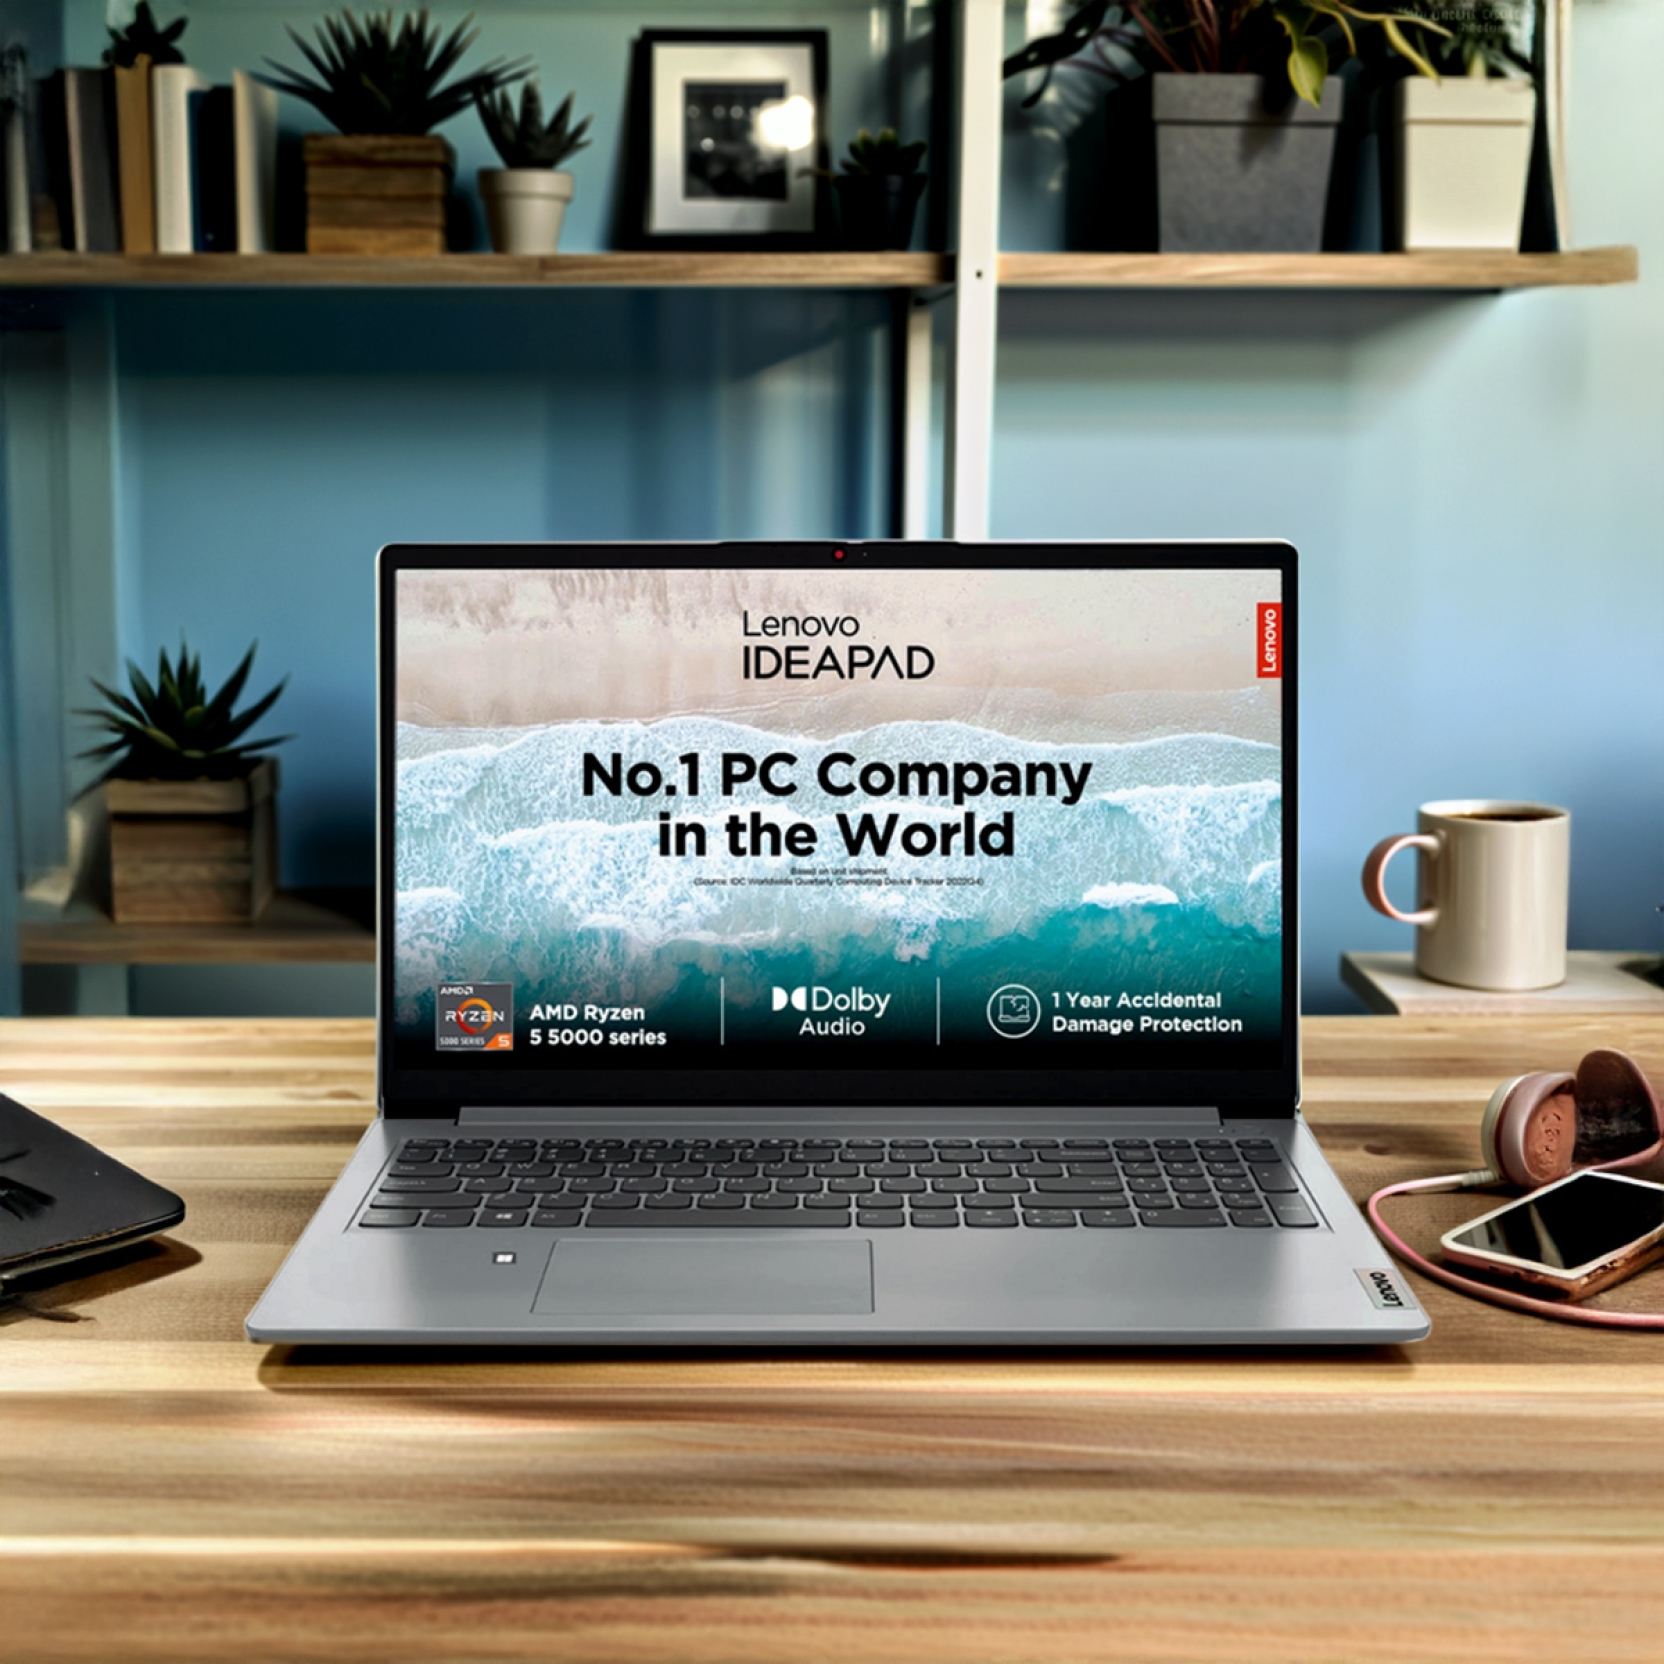 Lenovo
IDEAPAD
Lenovo
No.1 PC Company
in the World
Based on unit shipment.
(Source: IDC Worldwide Quarterly Computing Device Tracker 2022Q4)
AMD
RYZEN
5000 SERIES 5
AMD Ryzen
5 5000 series
Dolby
Audio
1 Year Accidental
Damage Protection
Lenovo